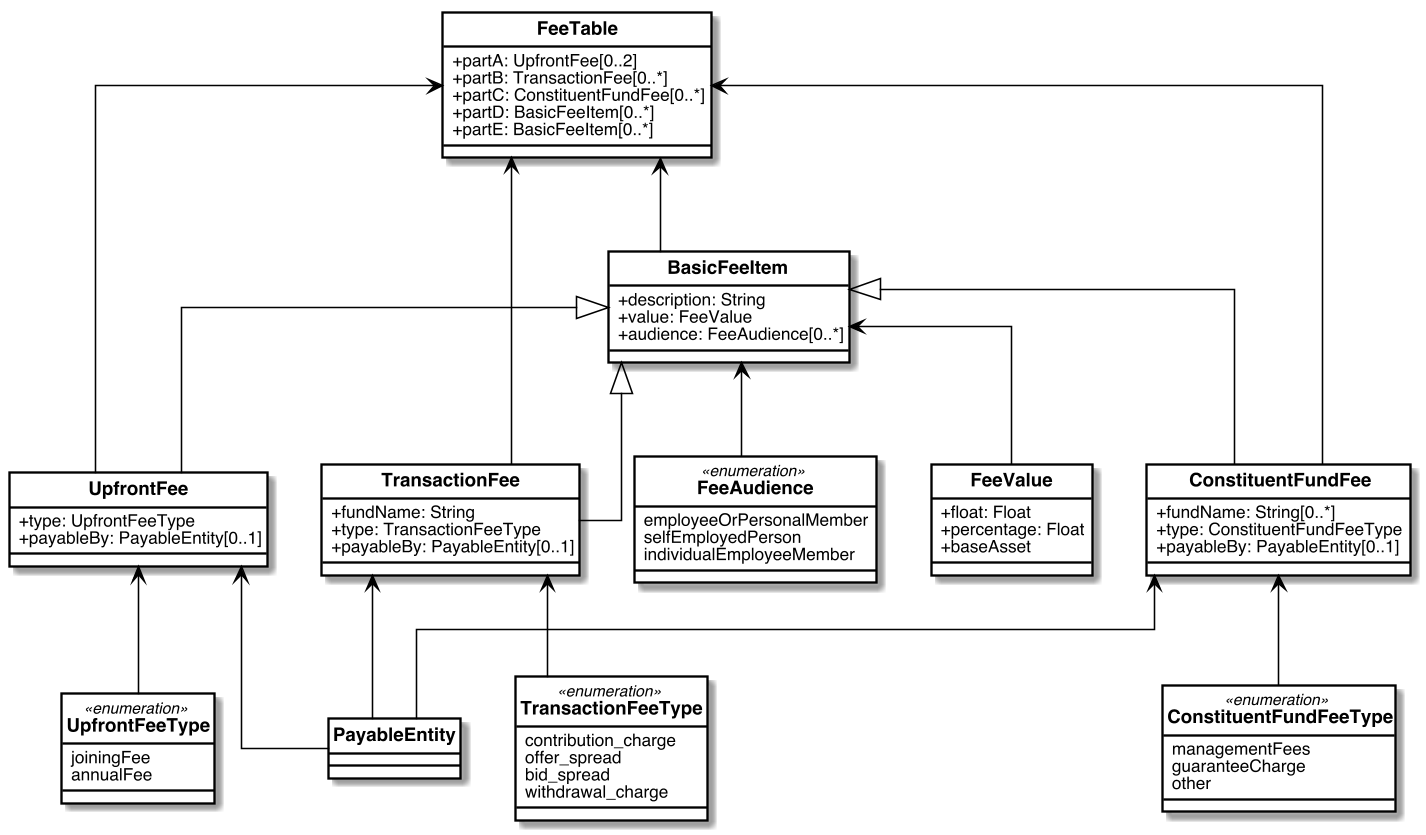 FeeTable
+partA: UpfrontFee[0..2]
+partB: TransactionFee[0..*]
+partC: ConstituentFundFee[0..*]
+partD: BasicFeeItem[0..*]
+partE: BasicFeeItem[0..*]
BasicFeeItem
+description: String
+value: FeeValue
+audience: FeeAudience[0..*]
UpfrontFee
+type: UpfrontFeeType
+payableBy: PayableEntity[0..1]
TransactionFee
+fundName: String
+type: TransactionFeeType
+payableBy: PayableEntity[0..1]
«enumeration»
FeeAudience
employeeOrPersonalMember
selfEmployedPerson
individualEmployeeMember
FeeValue
+float: Float
+percentage: Float
+baseAsset
ConstituentFundFee
+fundName: String[0..*]
+type: ConstituentFundFeeType
+payableBy: PayableEntity[0..1]
«enumeration»
UpfrontFeeType
joiningFee
annualFee
PayableEntity
«enumeration»
TransactionFeeType
contribution_charge
offer_spread
bid_spread
withdrawal_charge
«enumeration»
ConstituentFundFeeType
managementFees
guaranteeCharge
other